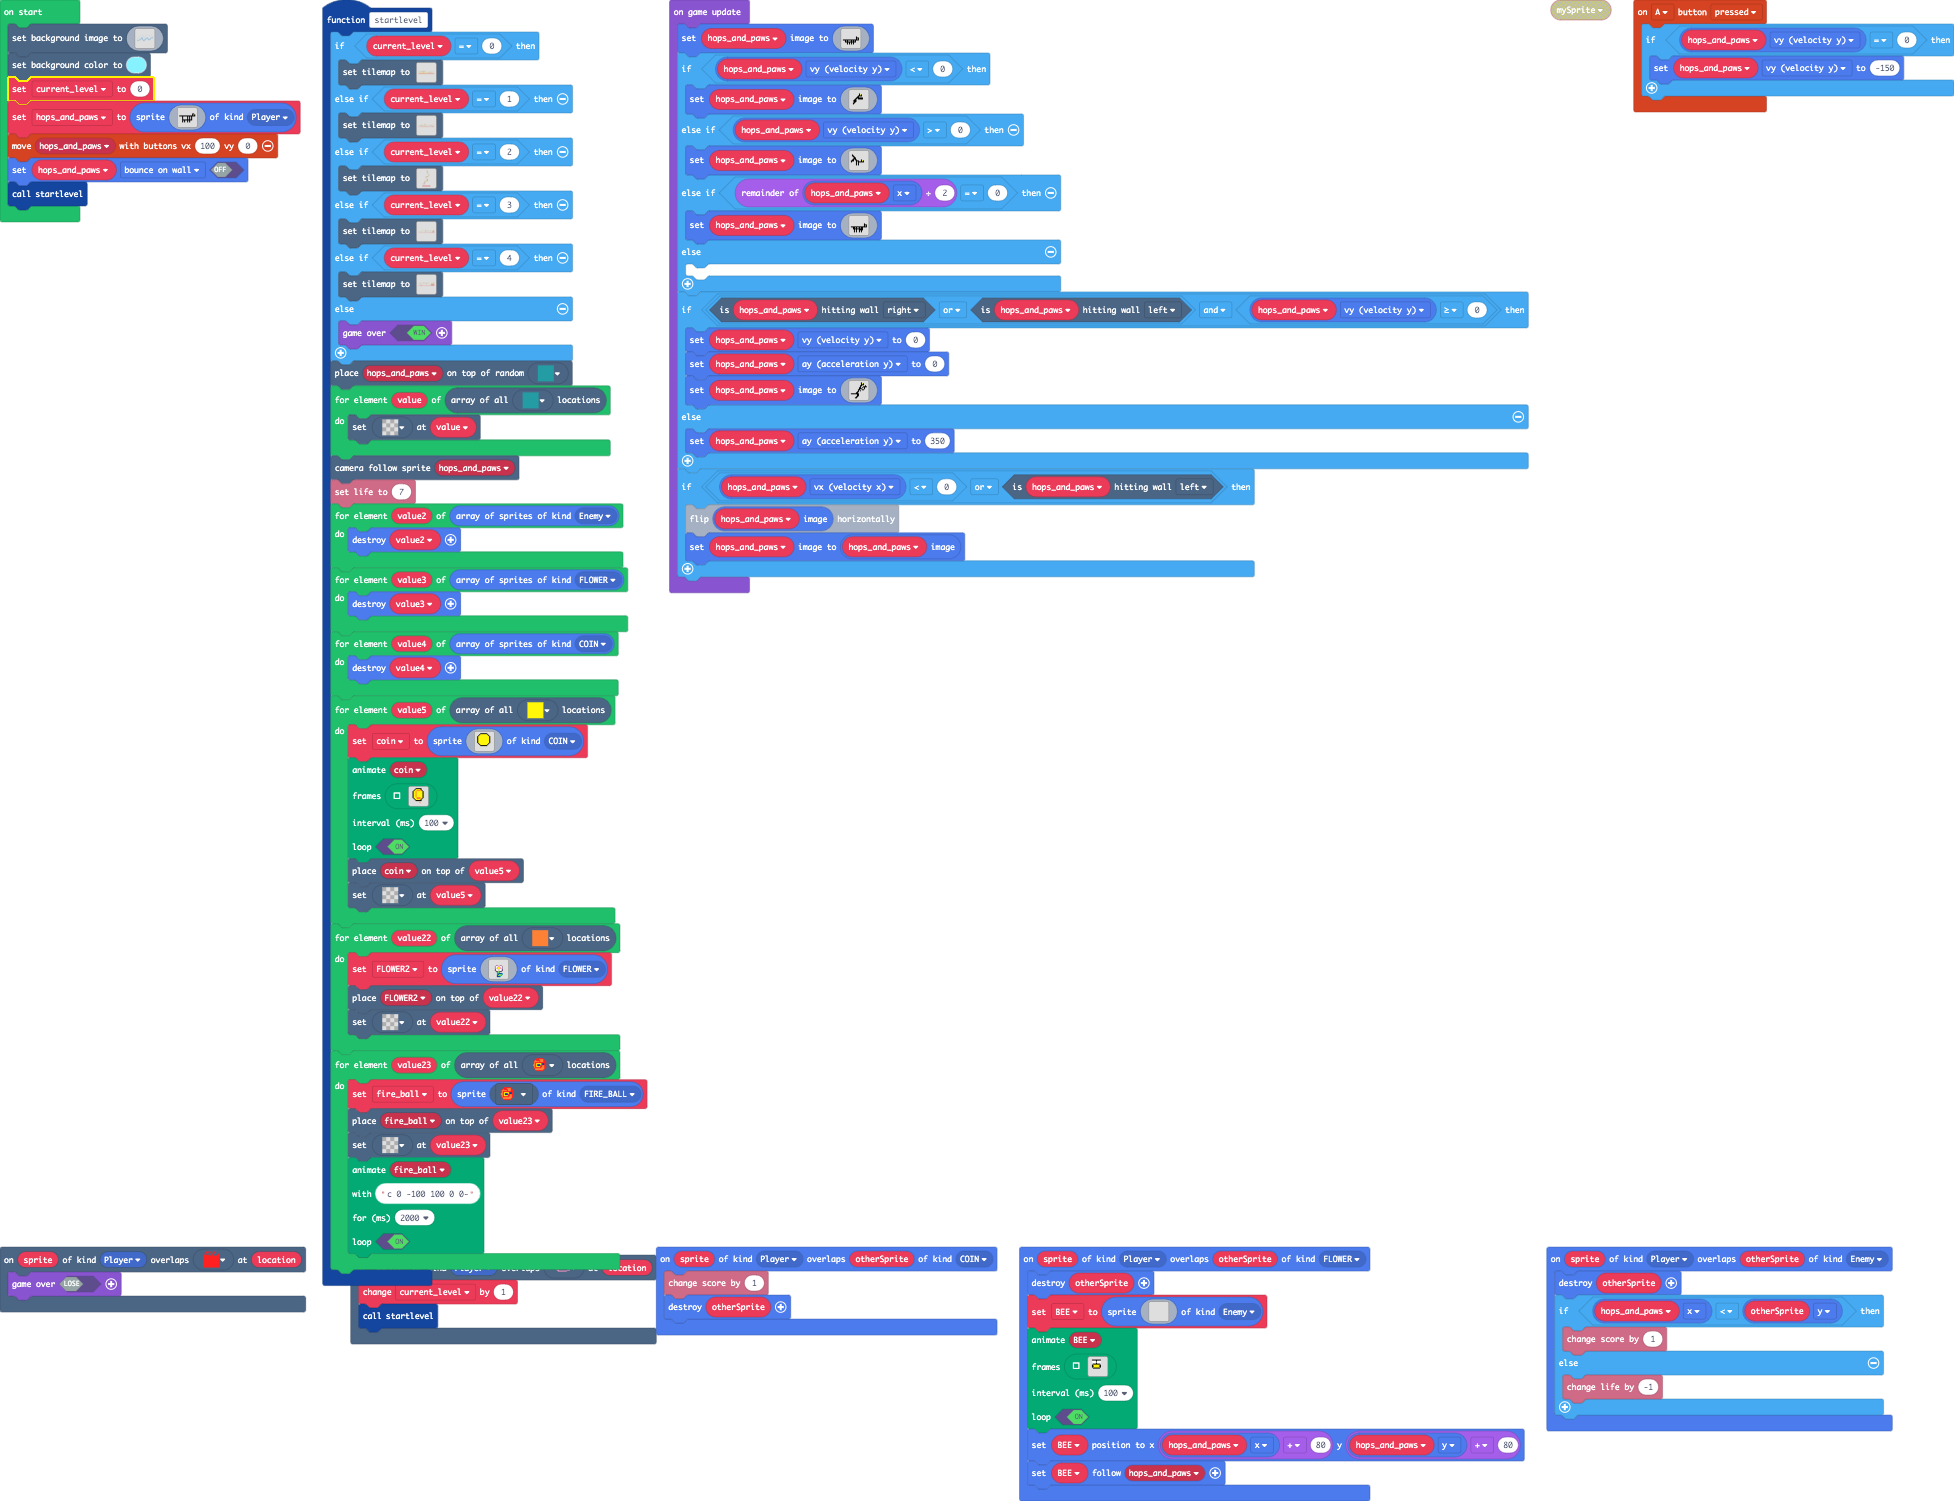 on start
set background image to
set background color to
set current_level to 0
set hops_and_paws to sprite of kind Player
move hops_and_paws with buttons vx 100 vy 0
set hops_and_paws bounce on wall OFF
call startlevel
function startlevel
if current_level = 0 then
set tilemap to
else if current_level = 1 then
set tilemap to
else if current_level = 2 then
set tilemap to
else if current_level = 3 then
set tilemap to
else if current_level = 4 then
set tilemap to
else
game over WIN
place hops_and_paws on top of random
for element value of array of all locations
do set at value
camera follow sprite hops_and_paws
set life to 7
for element value2 of array of sprites of kind Enemy
do destroy value2
for element value3 of array of sprites of kind FLOWER
do destroy value3
for element value4 of array of sprites of kind COIN
do destroy value4
for element value5 of array of all locations
do set coin to sprite of kind COIN
animate coin
frames
interval (ms) 100
loop ON
place coin on top of value5
set at value5
for element value22 of array of all locations
do set FLOWER2 to sprite of kind FLOWER
place FLOWER2 on top of value22
set at value22
for element value23 of array of all locations
do set fire_ball to sprite of kind FIRE_BALL
place fire_ball on top of value23
set at value23
animate fire_ball
with "c 0 -100 100 0 0-"
for (ms) 2000
loop ON
on game update
set hops_and_paws image to
if hops_and_paws vy (velocity y) < 0 then
set hops_and_paws image to
else if hops_and_paws vy (velocity y) > 0 then
set hops_and_paws image to
else if remainder of hops_and_paws x ÷ 2 = 0 then
set hops_and_paws image to
else
if is hops_and_paws hitting wall right or is hops_and_paws hitting wall left and hops_and_paws vy (velocity y) ≥ 0 then
set hops_and_paws vy (velocity y) to 0
set hops_and_paws ay (acceleration y) to 0
set hops_and_paws image to
else
set hops_and_paws ay (acceleration y) to 350
if hops_and_paws vx (velocity x) < 0 or is hops_and_paws hitting wall left then
flip hops_and_paws image horizontally
set hops_and_paws image to hops_and_paws image
mySprite
on A button pressed
if hops_and_paws vy (velocity y) = 0 then
set hops_and_paws vy (velocity y) to -150
on sprite of kind Player overlaps at location
game over LOSE
location
change current_level by 1
call startlevel
on sprite of kind Player overlaps otherSprite of kind COIN
change score by 1
destroy otherSprite
on sprite of kind Player overlaps otherSprite of kind FLOWER
destroy otherSprite
set BEE to sprite of kind Enemy
animate BEE
frames
interval (ms) 100
loop ON
set BEE position to x hops_and_paws x + 80 y hops_and_paws y + 80
set BEE follow hops_and_paws
on sprite of kind Player overlaps otherSprite of kind Enemy
destroy otherSprite
if hops_and_paws x < otherSprite y then
change score by 1
else
change life by -1